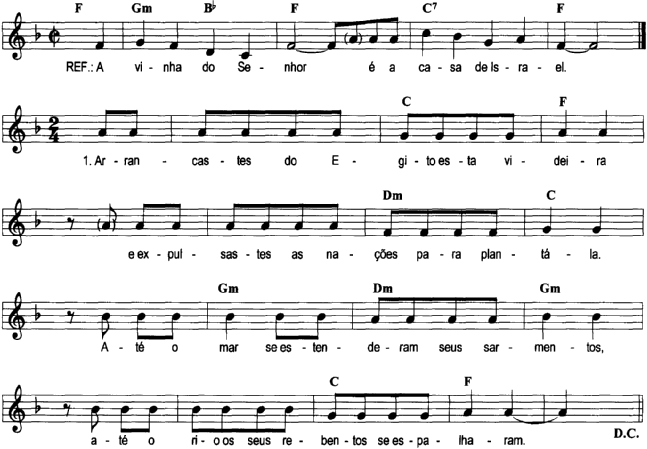 F Gm B♭ F C7 F
REF.: A vi - nha do Se - nhor é a ca - sa de Is - ra - el.
C F
1. Ar - ran - cas - tes do E - gi - to es - ta vi - dei - ra
Dm C
e ex - pul - sas - tes as na - ções pa - ra plan - tá - la.
Gm Dm Gm
A - té o mar se es - ten - de - ram seus sar - men - tos,
C F
a - té o ri - o os seus re - ben - tos se es - pa - lha - ram.
D.C.